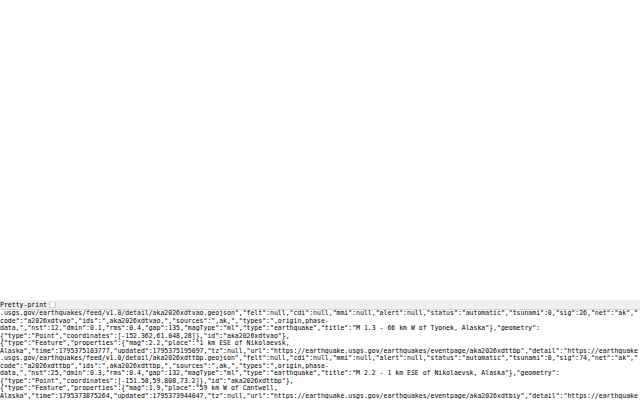 Pretty-print
.usgs.gov/earthquakes/feed/v1.0/detail/aka2026xdtvao.geojson","felt":null,"cdi":null,"mmi":null,"alert":null,"status":"automatic","tsunami":0,"sig":26,"net":"ak","
code":"a2026xdtvao","ids":",aka2026xdtvao,","sources":",ak,","types":",origin,phase-
data,","nst":12,"dmin":0.1,"rms":0.4,"gap":135,"magType":"ml","type":"earthquake","title":"M 1.3 - 66 km W of Tyonek, Alaska"},"geometry":
{"type":"Point","coordinates":[-152.362,61.048,28]},"id":"aka2026xdtvao"},
{"type":"Feature","properties":{"mag":2.2,"place":"1 km ESE of Nikolaevsk,
Alaska","time":1795375103777,"updated":1795375195697,"tz":null,"url":"https://earthquake.usgs.gov/earthquakes/eventpage/aka2026xdttbp","detail":"https://earthquake
.usgs.gov/earthquakes/feed/v1.0/detail/aka2026xdttbp.geojson","felt":null,"cdi":null,"mmi":null,"alert":null,"status":"automatic","tsunami":0,"sig":74,"net":"ak","
code":"a2026xdttbp","ids":",aka2026xdttbp,","sources":",ak,","types":",origin,phase-
data,","nst":25,"dmin":0.3,"rms":0.4,"gap":132,"magType":"ml","type":"earthquake","title":"M 2.2 - 1 km ESE of Nikolaevsk, Alaska"},"geometry":
{"type":"Point","coordinates":[-151.58,59.808,73.2]},"id":"aka2026xdttbp"},
{"type":"Feature","properties":{"mag":1.9,"place":"59 km W of Cantwell,
Alaska","time":1795373875264,"updated":1795373944647,"tz":null,"url":"https://earthquake.usgs.gov/earthquakes/eventpage/aka2026xdtbiy","detail":"https://earthquake